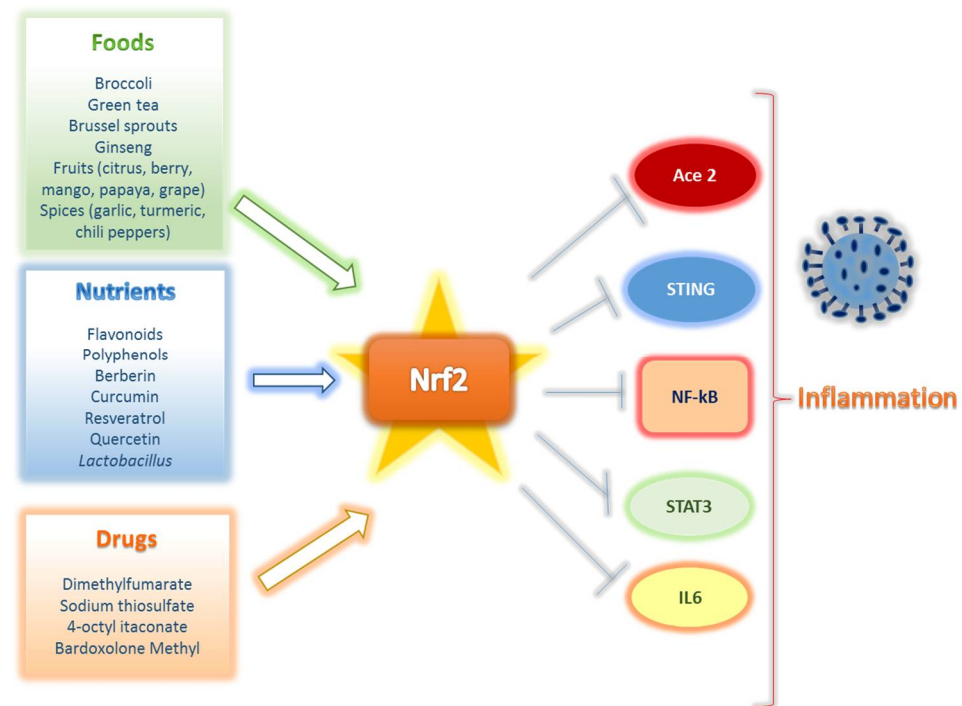 Foods
Broccoli
Green tea
Brussel sprouts
Ginseng
Fruits (citrus, berry,
mango, papaya, grape)
Spices (garlic, turmeric,
chili peppers)
Nutrients
Flavonoids
Polyphenols
Berberin
Curcumin
Resveratrol
Quercetin
Lactobacillus
Drugs
Dimethylfumarate
Sodium thiosulfate
4-octyl itaconate
Bardoxolone Methyl
Nrf2
Ace 2
STING
NF-kB
STAT3
IL6
Inflammation